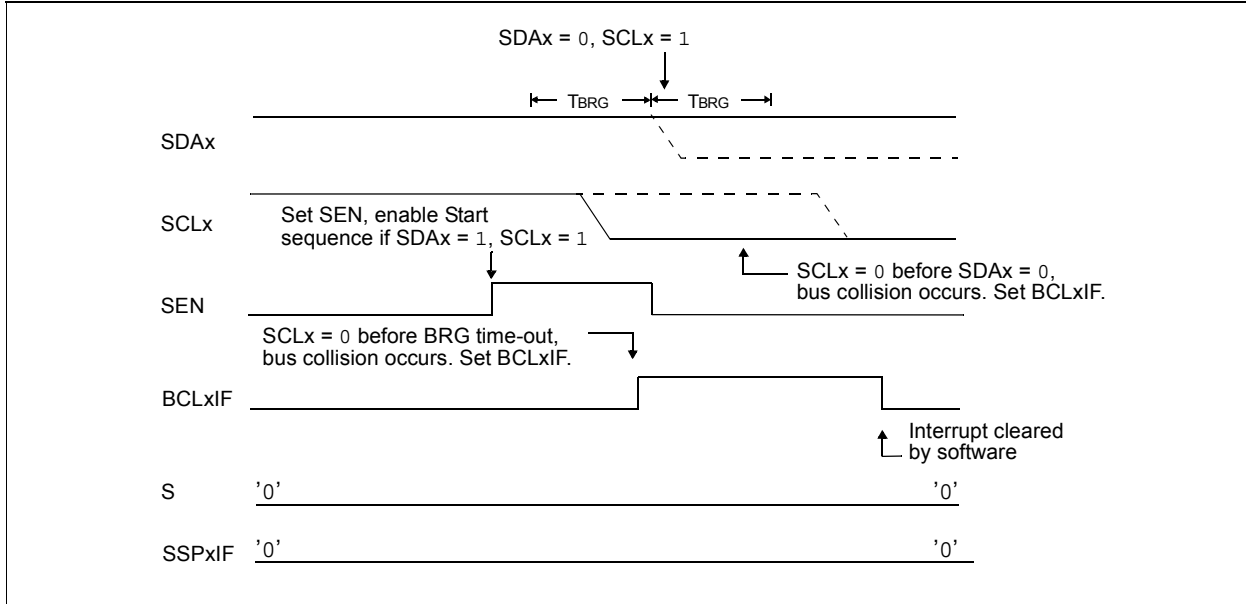 SDAx = 0, SCLx = 1
TBRG TBRG
SDAx
SCLx
Set SEN, enable Start
sequence if SDAx = 1, SCLx = 1
SCLx = 0 before SDAx = 0,
bus collision occurs. Set BCLxIF.
SEN
SCLx = 0 before BRG time-out,
bus collision occurs. Set BCLxIF.
BCLxIF
Interrupt cleared
by software
S '0' '0'
SSPxIF '0' '0'